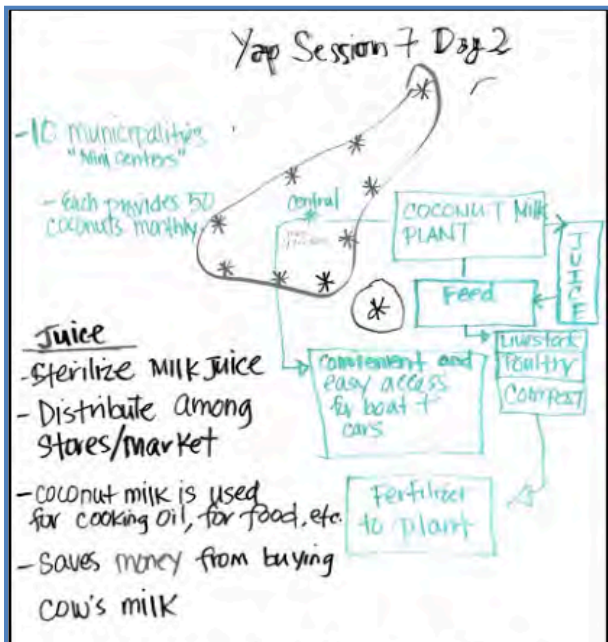 Yap Session 7 Day 2
- 10 municipalities
"Mini centers"
- Each provides 50
coconuts monthly
central
COCONUT Milk
PLANT
JUICE
Feed
Livestock
Poultry
COMPOST
convenient and
easy access
for boat +
cars
Fertilizer
to plant
Juice
- Sterilize Milk Juice
- Distribute among
Stores/market
- coconut milk is used
for cooking oil, for food, etc.
- Saves money from buying
cow's milk